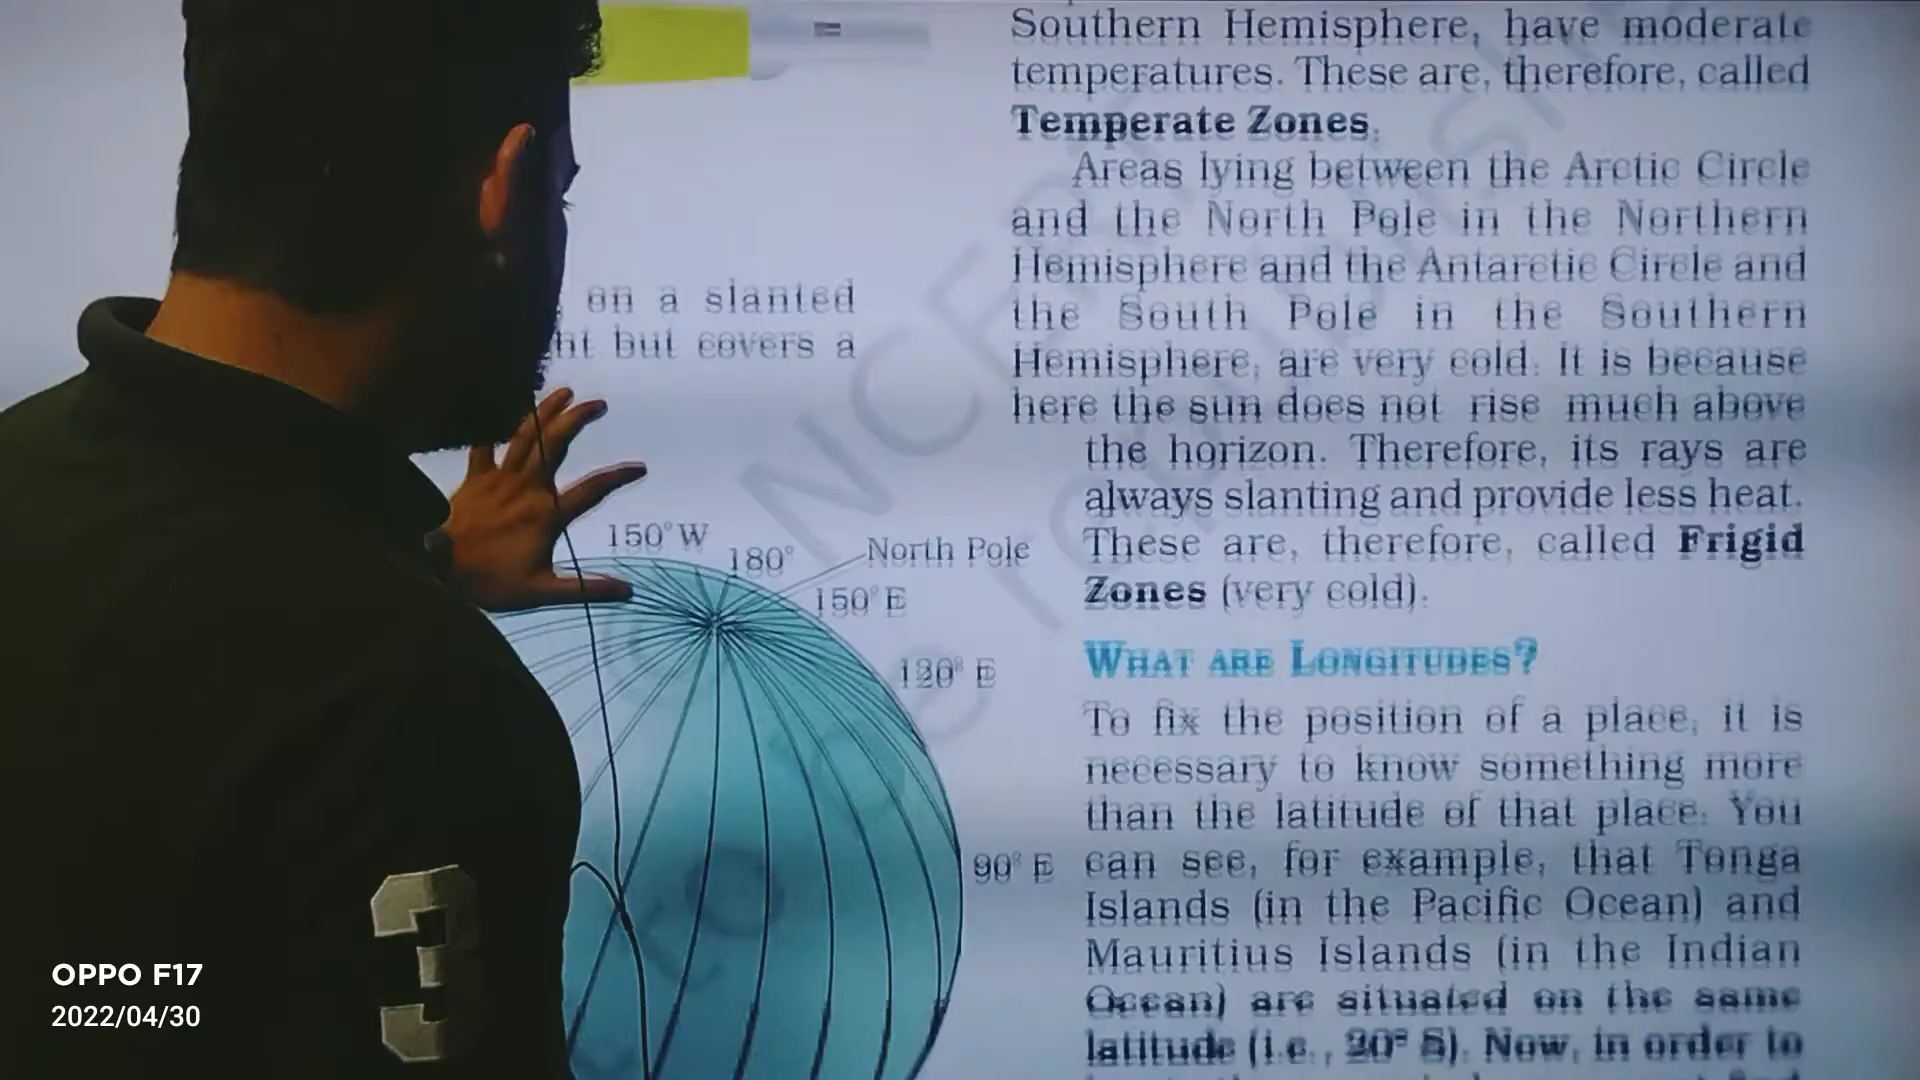 on a slanted
but covers a
150° W
180°
North Pole
150° E
120° E
90° E
Southern Hemisphere, have moderate
temperatures. These are, therefore, called
Temperate Zones.
Areas lying between the Arctic Circle
and the North Pole in the Northern
Hemisphere and the Antarctic Circle and
the South Pole in the Southern
Hemisphere, are very cold. It is because
here the sun does not rise much above
the horizon. Therefore, its rays are
always slanting and provide less heat.
These are, therefore, called Frigid
Zones (very cold).
WHAT ARE LONGITUDES?
To fix the position of a place, it is
necessary to know something more
than the latitude of that place. You
can see, for example, that Tonga
Islands (in the Pacific Ocean) and
Mauritius Islands (in the Indian
Ocean) are situated on the same
latitude (i.e., 20° S). Now, in order to
3
OPPO F17
2022/04/30